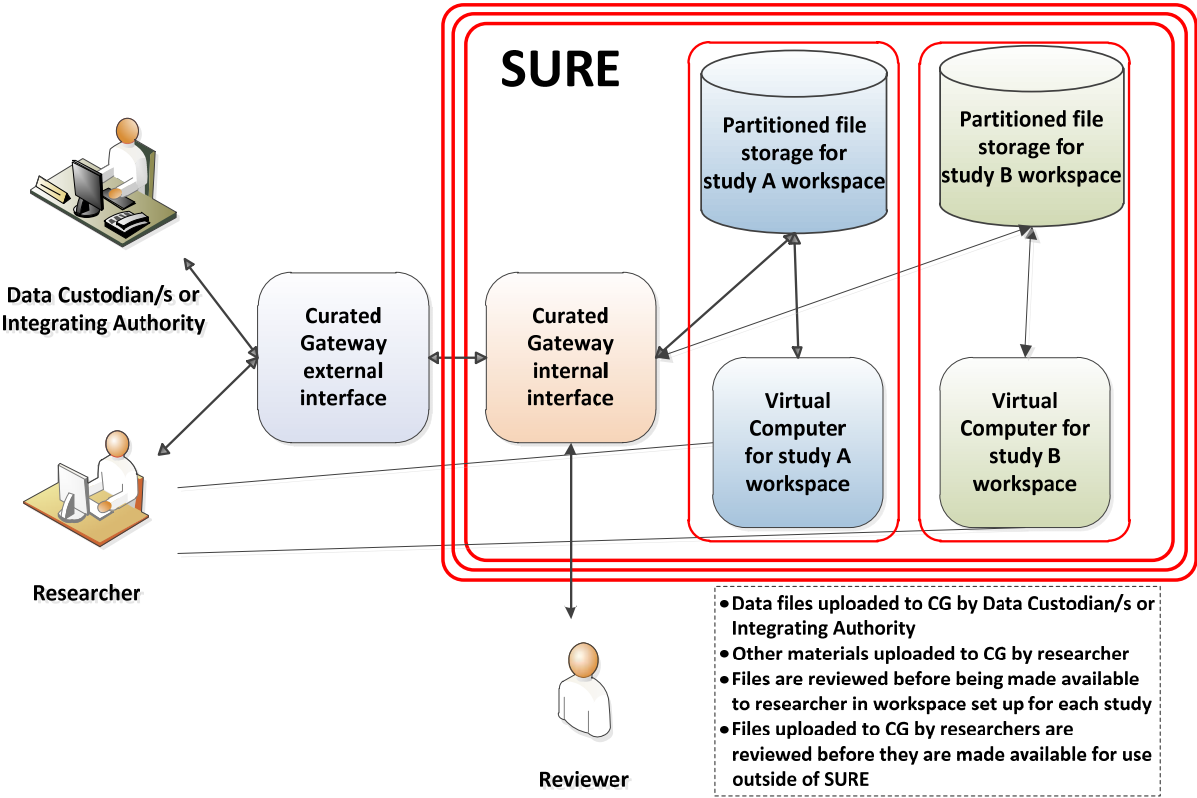 SURE
Partitioned file
storage for
study A workspace
Partitioned file
storage for
study B workspace
Data Custodian/s or
Integrating Authority
Curated
Gateway
external
interface
Curated
Gateway
internal
interface
Virtual
Computer
for study A
workspace
Virtual
Computer for
study B
workspace
Researcher
Reviewer
•Data files uploaded to CG by Data Custodian/s or
Integrating Authority
•Other materials uploaded to CG by researcher
•Files are reviewed before being made available
to researcher in workspace set up for each study
•Files uploaded to CG by researchers are
reviewed before they are made available for use
outside of SURE